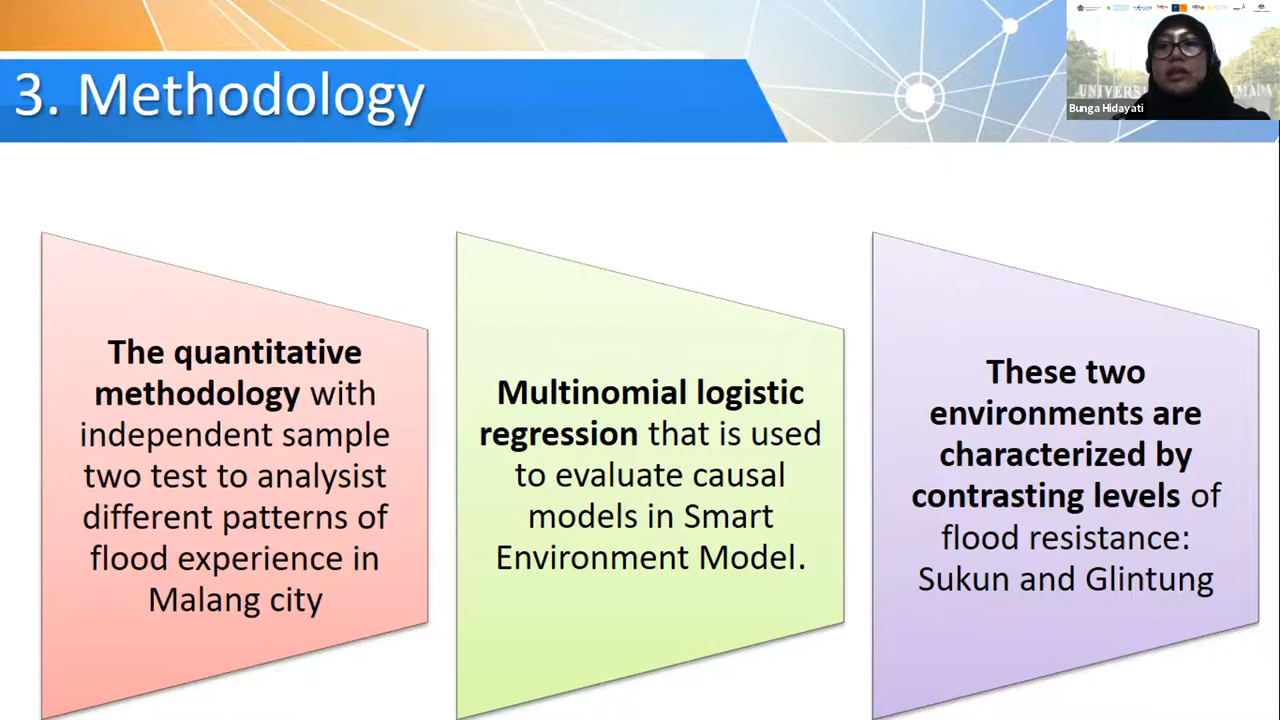 3. Methodology
Bunga Hidayati
The quantitative
methodology with
independent sample
two test to analysist
different patterns of
flood experience in
Malang city
Multinomial logistic
regression that is used
to evaluate causal
models in Smart
Environment Model.
These two
environments are
characterized by
contrasting levels of
flood resistance:
Sukun and Glintung